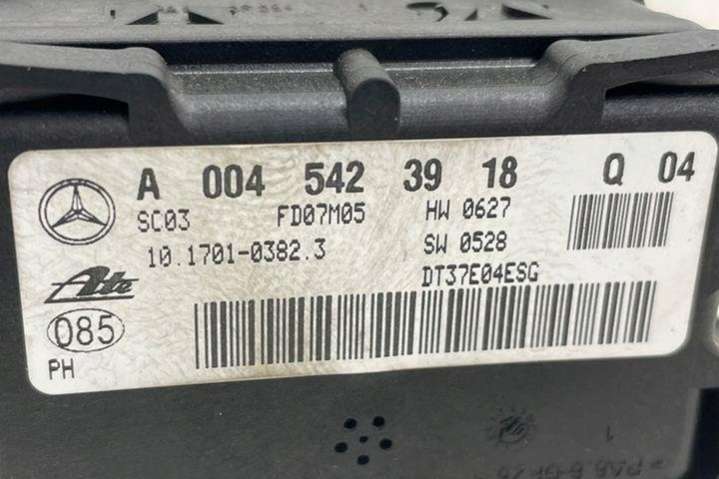 A 004 542 39 18 Q 04
SC03 FD07M05 HW 0627
10.1701-0382.3 SW 0528
DT37E04ESG
Ate
085
PH
1